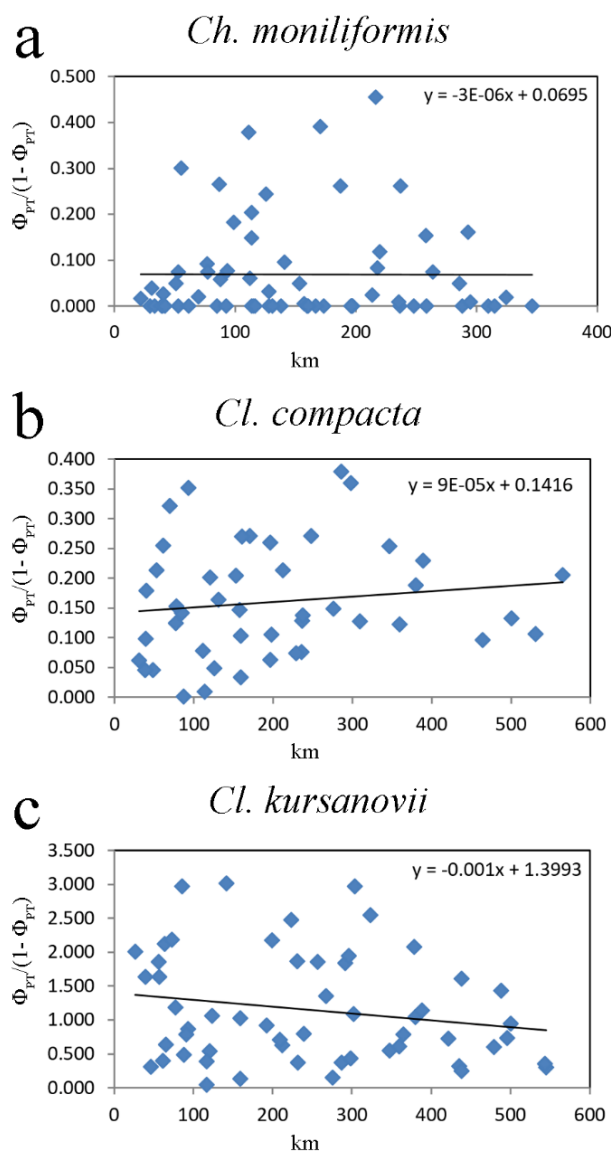 a
Ch. moniliformis
0.500
0.400
0.300
0.200
0.100
0.000
ΦPT/(1- ΦPT)
y = -3E-06x + 0.0695
0 100 200 300 400
km
b
Cl. compacta
0.400
0.350
0.300
0.250
0.200
0.150
0.100
0.050
0.000
ΦPT/(1- ΦPT)
y = 9E-05x + 0.1416
0 100 200 300 400 500 600
km
c
Cl. kursanovii
3.500
3.000
2.500
2.000
1.500
1.000
0.500
0.000
ΦPT/(1- ΦPT)
y = -0.001x + 1.3993
0 100 200 300 400 500 600
km